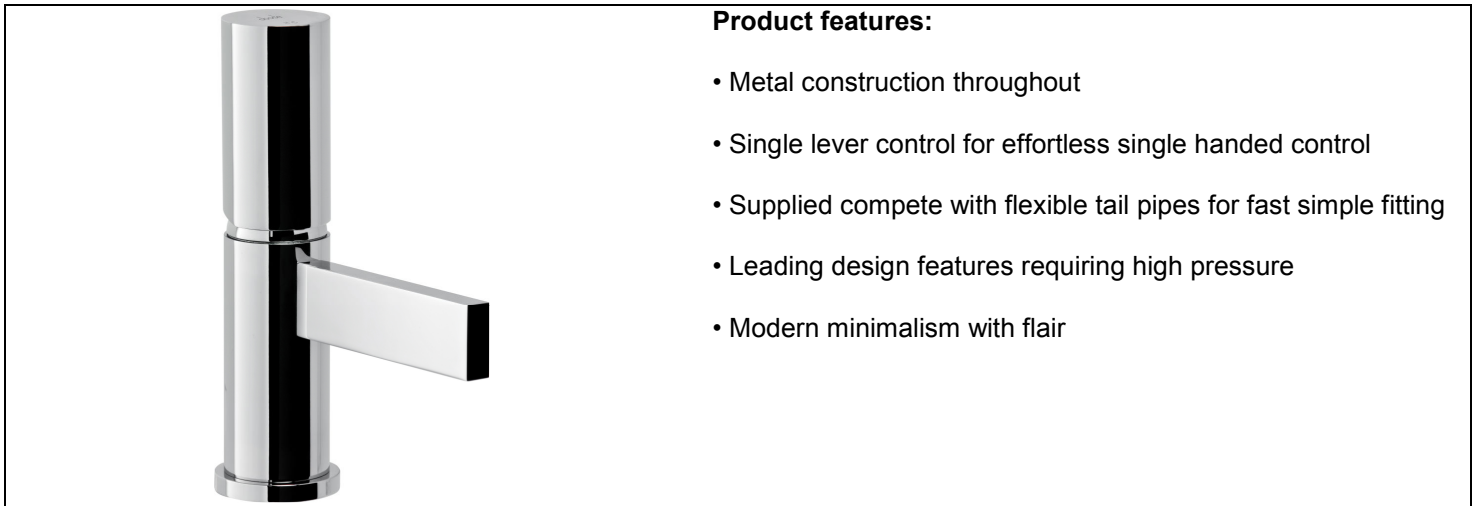 Product features:
• Metal construction throughout
• Single lever control for effortless single handed control
• Supplied compete with flexible tail pipes for fast simple fitting
• Leading design features requiring high pressure
• Modern minimalism with flair